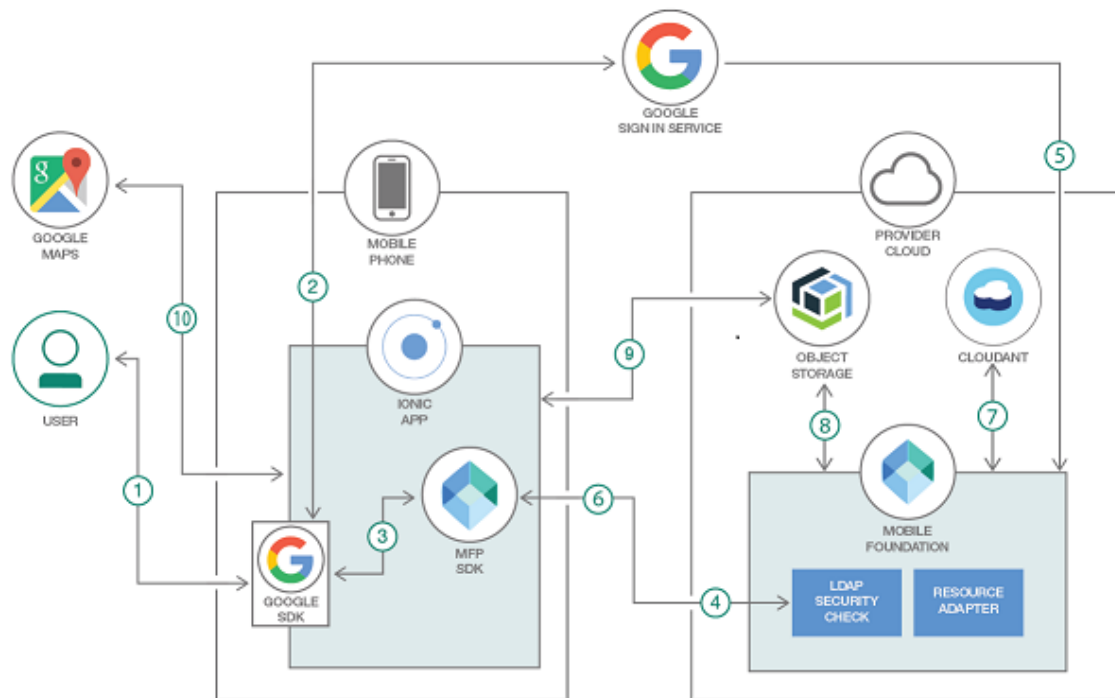 GOOGLE
SIGN IN SERVICE
5
g
GOOGLE
MAPS
MOBILE
PHONE
PROVIDER
CLOUD
2
10
USER
IONIC
APP
9
OBJECT
STORAGE
CLOUDANT
8
7
1
3
MFP
SDK
6
MOBILE
FOUNDATION
GOOGLE
SDK
4
LDAP
SECURITY
CHECK
RESOURCE
ADAPTER